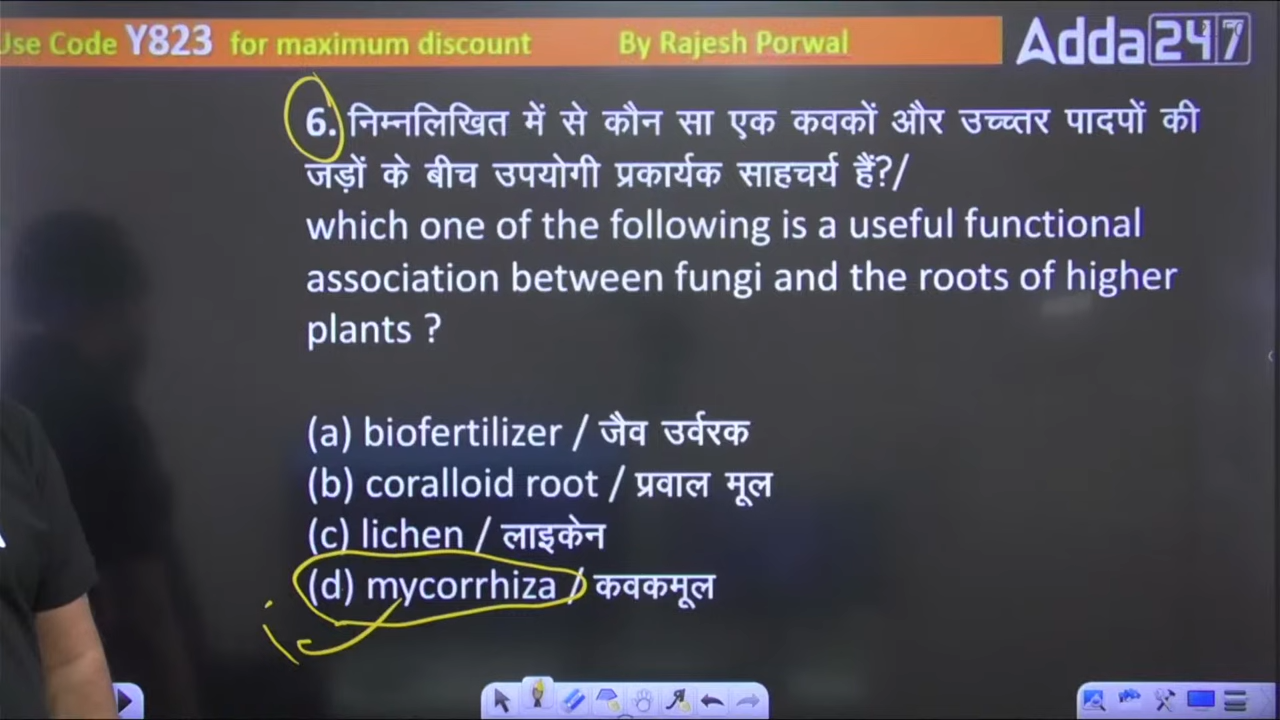 Use Code Y823 for maximum discount By Rajesh Porwal Adda247
6. निम्नलिखित में से कौन सा एक कवकों और उच्च्तर पादपों की
जड़ों के बीच उपयोगी प्रकार्यक साहचर्य हैं?/
which one of the following is a useful functional
association between fungi and the roots of higher
plants ?
(a) biofertilizer / जैव उर्वरक
(b) coralloid root / प्रवाल मूल
(c) lichen / लाइकेन
(d) mycorrhiza / कवकमूल